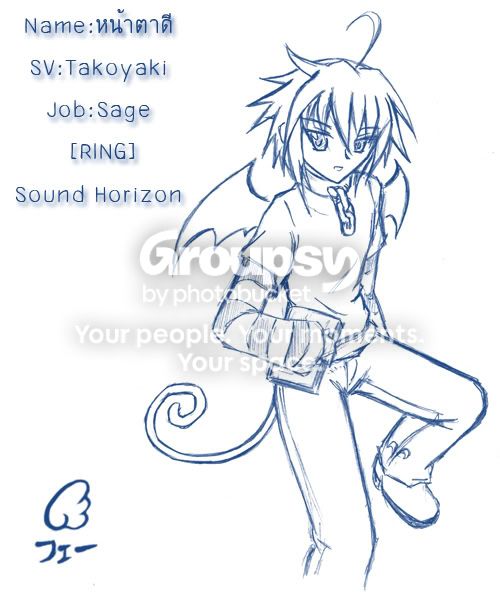 Name:หน้าตาดี
SV:Takoyaki
Job:Sage
[RING]
Sound Horizon
Groupsy
by photobucket
Your people. Your moments.
Your space.
フェー